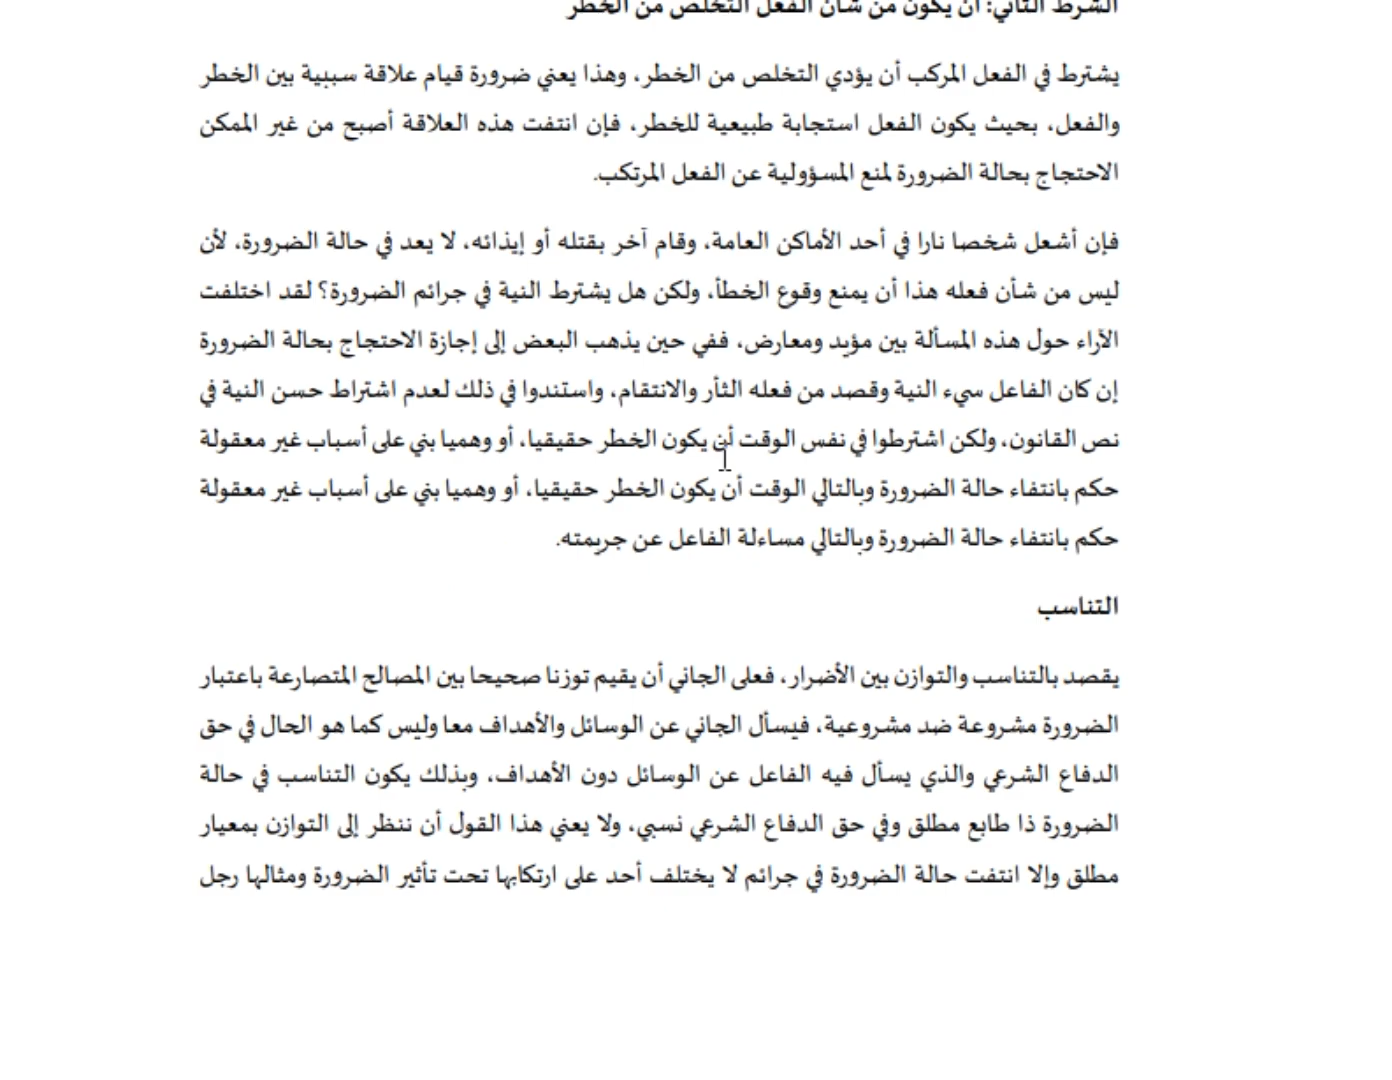 الشرط الثاني: أن يكون من شأن الفعل التخلص من الخطر
يشترط في الفعل المركب أن يؤدي التخلص من الخطر، وهذا يعني ضرورة قيام علاقة سببية بين الخطر
والفعل، بحيث يكون الفعل استجابة طبيعية للخطر، فإن انتفت هذه العلاقة أصبح من غير الممكن
الاحتجاج بحالة الضرورة لمنع المسؤولية عن الفعل المرتكب.
فإن أشعل شخصا نارا في أحد الأماكن العامة، وقام آخر بقتله أو إيذائه، لا يعد في حالة الضرورة، لأن
ليس من شأن فعله هذا أن يمنع وقوع الخطأ، ولكن هل يشترط النية في جرائم الضرورة؟ لقد اختلفت
الآراء حول هذه المسألة بين مؤيد ومعارض، ففي حين يذهب البعض إلى إجازة الاحتجاج بحالة الضرورة
إن كان الفاعل سيء النية وقصد من فعله الثأر والانتقام، واستندوا في ذلك لعدم اشتراط حسن النية في
نص القانون، ولكن اشترطوا في نفس الوقت أن يكون الخطر حقيقيا، أو وهميا بني على أسباب غير معقولة
حكم بانتفاء حالة الضرورة وبالتالي الوقت أن يكون الخطر حقيقيا، أو وهميا بني على أسباب غير معقولة
حكم بانتفاء حالة الضرورة وبالتالي مساءلة الفاعل عن جريمته.
التناسب
يقصد بالتناسب والتوازن بين الأضرار، فعلى الجاني أن يقيم توزنا صحيحا بين المصالح المتصارعة باعتبار
الضرورة مشروعة ضد مشروعية، فيسأل الجاني عن الوسائل والأهداف معا وليس كما هو الحال في حق
الدفاع الشرعي والذي يسأل فيه الفاعل عن الوسائل دون الأهداف، وبذلك يكون التناسب في حالة
الضرورة ذا طابع مطلق وفي حق الدفاع الشرعي نسبي، ولا يعني هذا القول أن ننظر إلى التوازن بمعيار
مطلق وإلا انتفت حالة الضرورة في جرائم لا يختلف أحد على ارتكابها تحت تأثير الضرورة ومثالها رجل